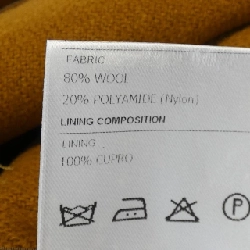 FABRIC
80% WOOL
20% POLYAMIDE (Nylon)
LINING COMPOSITION
LINING
100% CUPRO
P